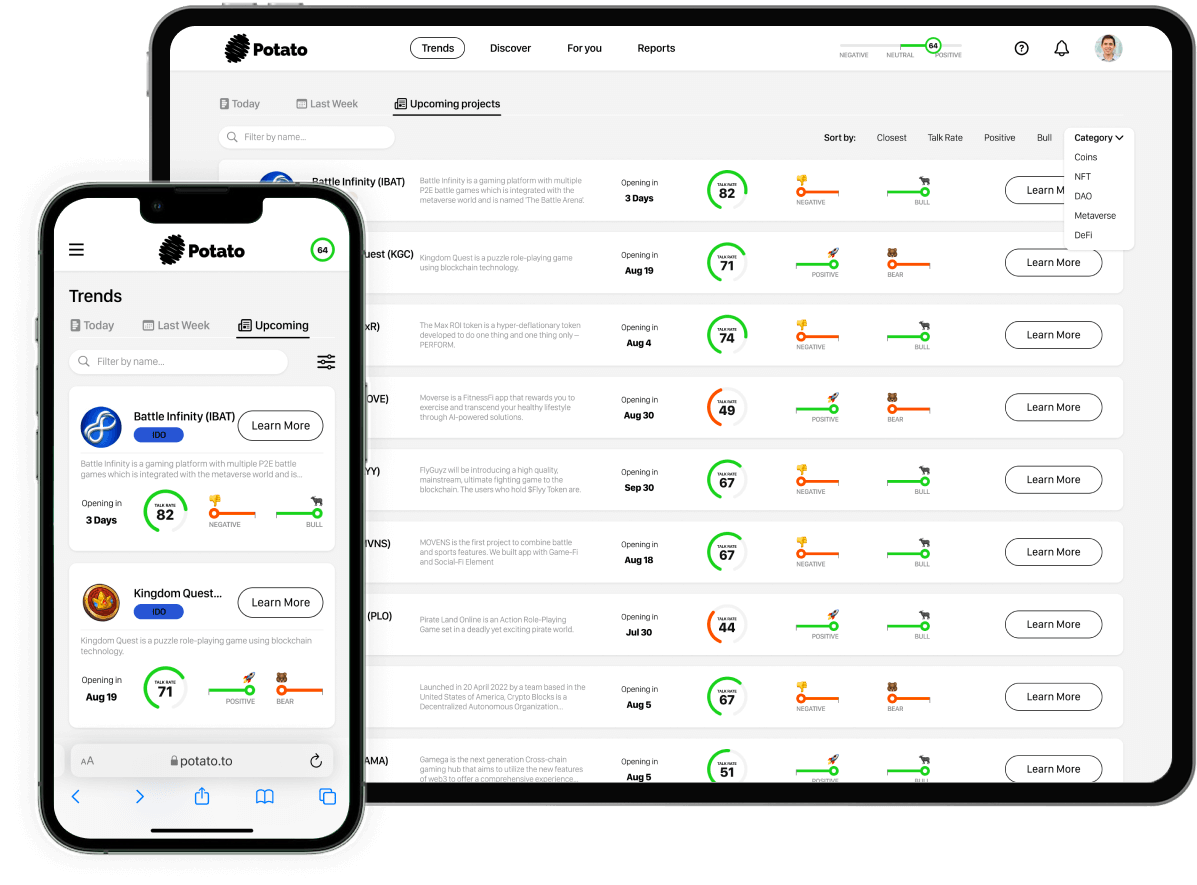 Potato
Trends Discover For you Reports
64
NEGATIVE NEUTRAL POSITIVE
Today Last Week Upcoming projects
Filter by name...
Sort by: Closest Talk Rate Positive Bull Category
Coins
NFT
DAO
Metaverse
DeFi
Battle Infinity (IBAT)
Battle Infinity is a gaming platform with multiple
P2E battle games which is integrated with the
metaverse world and is named 'The Battle Arena'.
Opening in
3 Days
TALK RATE
82
NEGATIVE
BULL
Learn M
uest (KGC)
Kingdom Quest is a puzzle role-playing game
using blockchain technology.
Opening in
Aug 19
TALK RATE
71
POSITIVE
BEAR
Learn More
xR)
The Max ROI token is a hyper-deflationary token
developed to do one thing and one thing only –
PERFORM.
Opening in
Aug 4
TALK RATE
74
NEGATIVE
BULL
Learn More
OVE)
Moverse is a FitnessFi app that rewards you to
exercise and transcend your healthy lifestyle
through AI-powered solutions.
Opening in
Aug 30
TALK RATE
49
POSITIVE
BEAR
Learn More
YY)
FlyGuyz will be introducing a high quality,
mainstream, ultimate fighting game to the
blockchain. The users who hold $Flyy Token are.
Opening in
Sep 30
TALK RATE
67
NEGATIVE
BULL
Learn More
MVNS)
MOVENS is the first project to combine battle
and sports features. We built app with Game-Fi
and Social-Fi Element
Opening in
Aug 18
TALK RATE
67
NEGATIVE
BULL
Learn More
(PLO)
Pirate Land Online is an Action Role-Playing
Game set in a deadly yet exciting pirate world.
Opening in
Jul 30
TALK RATE
44
POSITIVE
BULL
Learn More
Launched in 20 April 2022 by a team based in the
United States of America, Crypto Blocks is a
Decentralized Autonomous Organization...
Opening in
Aug 5
TALK RATE
67
NEGATIVE
BEAR
Learn More
AMA)
Gamega is the next generation Cross-chain
gaming hub that aims to utilize the new features
of web3 to offer a comprehensive experience...
Opening in
Aug 5
TALK RATE
51
POSITIVE
BULL
Learn More
Potato
64
Trends
Today Last Week Upcoming
Filter by name...
Battle Infinity (IBAT)
IDO
Learn More
Battle Infinity is a gaming platform with multiple P2E battle
games which is integrated with the metaverse world and is...
Opening in
3 Days
TALK RATE
82
NEGATIVE
BULL
Kingdom Quest...
IDO
Learn More
Kingdom Quest is a puzzle role-playing game using blockchain
technology.
Opening in
Aug 19
TALK RATE
71
POSITIVE
BEAR
AA potato.to